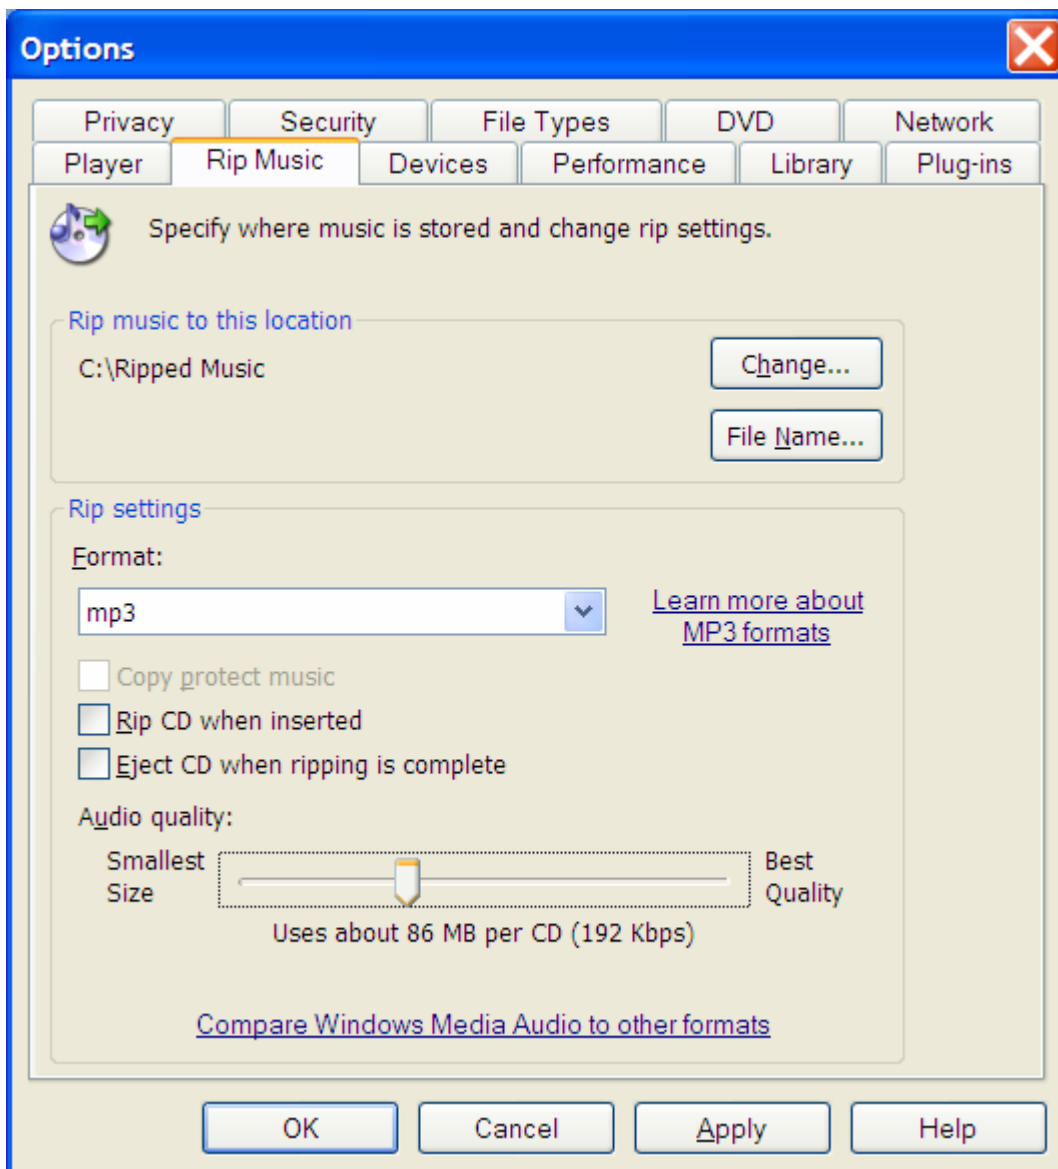 Options
Privacy Security File Types DVD Network
Player Rip Music Devices Performance Library Plug-ins
Specify where music is stored and change rip settings.
Rip music to this location
C:\Ripped Music
Change...
File Name...
Rip settings
Format:
mp3
Learn more about
MP3 formats
Copy protect music
Rip CD when inserted
Eject CD when ripping is complete
Audio quality:
Smallest
Size
Best
Quality
Uses about 86 MB per CD (192 Kbps)
Compare Windows Media Audio to other formats
OK Cancel Apply Help